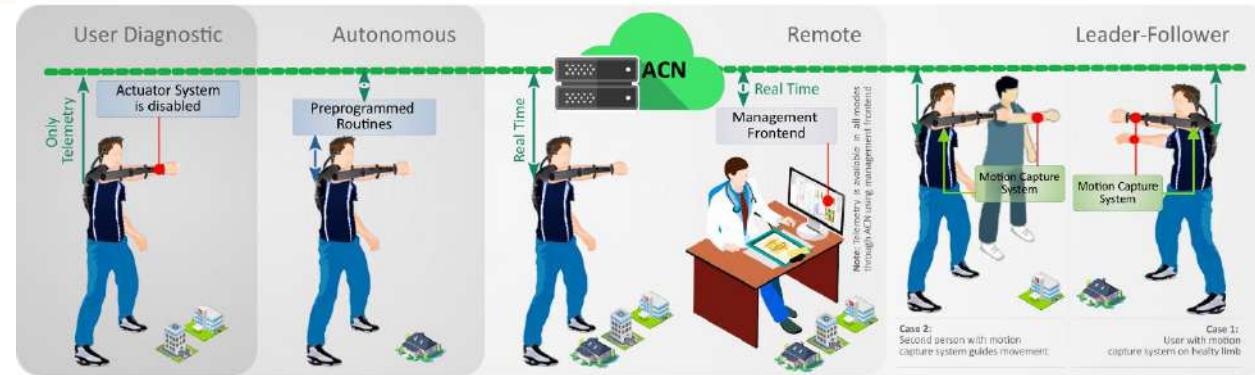 User Diagnostic
Autonomous
ACN
Remote
Leader-Follower
Only
Telemetry
Actuator System
is disabled
Preprogrammed
Routines
Real Time
Real Time
Management
Frontend
Note: Telemetry is available in all modes
through ACN using management frontend
Motion Capture
System
Motion Capture
System
Case 2:
Second person with motion
capture system guides movement
Case 1:
User with motion
capture system on healty limb